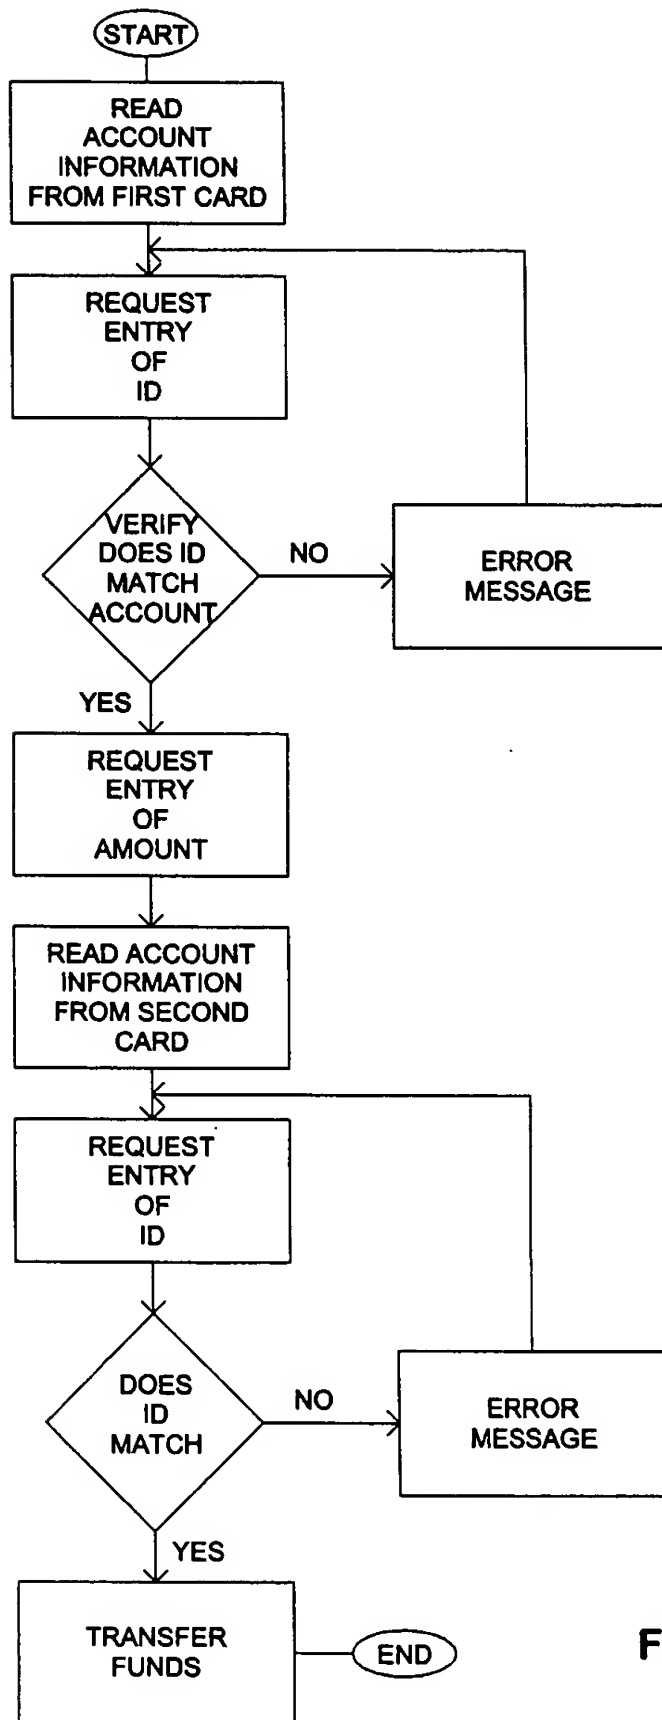 START
READ
ACCOUNT
INFORMATION
FROM FIRST CARD
REQUEST
ENTRY
OF
ID
VERIFY
DOES ID
MATCH
ACCOUNT
NO
ERROR
MESSAGE
YES
REQUEST
ENTRY
OF
AMOUNT
READ ACCOUNT
INFORMATION
FROM SECOND
CARD
REQUEST
ENTRY
OF
ID
DOES
ID
MATCH
NO
ERROR
MESSAGE
YES
TRANSFER
FUNDS
END
F